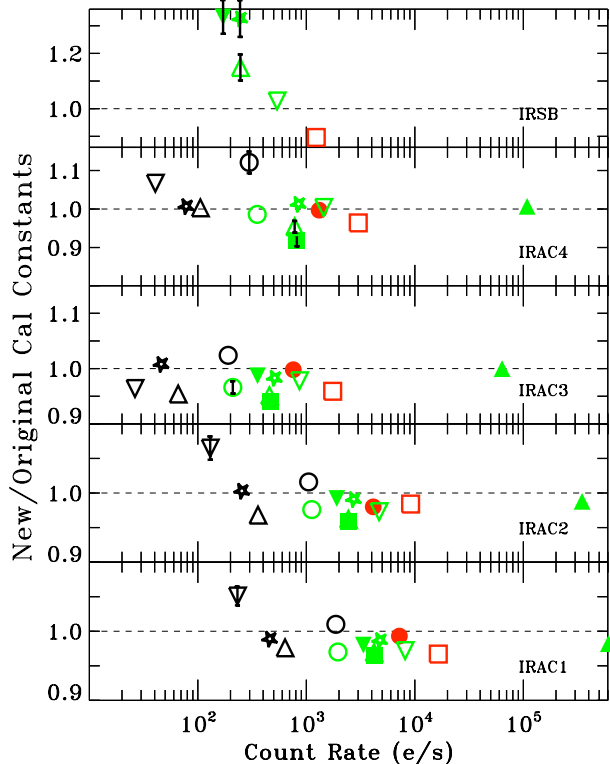 New/Original Cal Constants
1.2
1.0
IRSB
1.1
1.0
0.9
IRAC4
1.1
1.0
0.9
IRAC3
1.0
0.9
IRAC2
1.0
0.9
IRAC1
10² 10³ 10⁴ 10⁵
Count Rate (e/s)